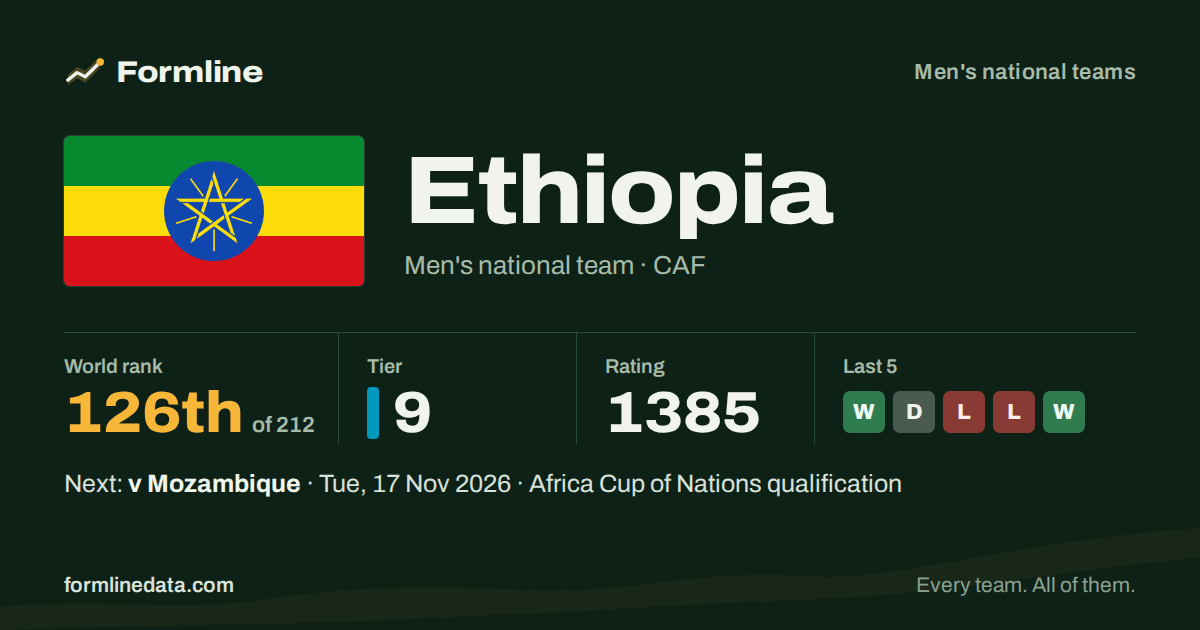 Formline
Men's national teams
Ethiopia
Men's national team · CAF
World rank
126th of 212
Tier
9
Rating
1385
Last 5
W D L L W
Next: v Mozambique · Tue, 17 Nov 2026 · Africa Cup of Nations qualification
formlinedata.com
Every team. All of them.